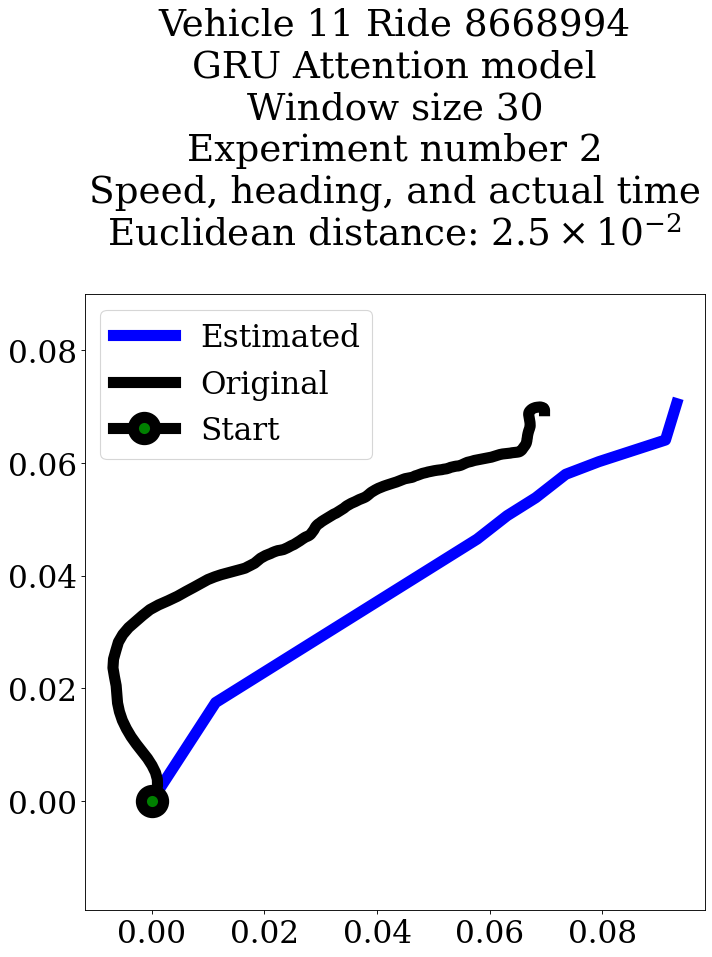 Vehicle 11 Ride 8668994
GRU Attention model
Window size 30
Experiment number 2
Speed, heading, and actual time
Euclidean distance: 2.5 × 10⁻²
Estimated
Original
Start
0.08
0.06
0.04
0.02
0.00
0.00 0.02 0.04 0.06 0.08